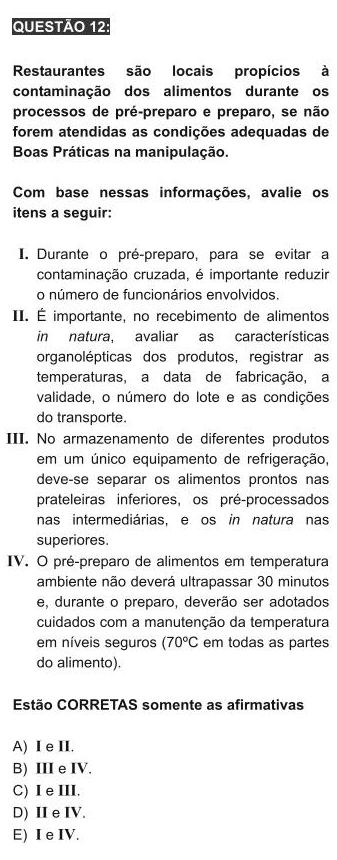 QUESTÃO 12:
Restaurantes são locais propícios à
contaminação dos alimentos durante os
processos de pré-preparo e preparo, se não
forem atendidas as condições adequadas de
Boas Práticas na manipulação.
Com base nessas informações, avalie os
itens a seguir:
I. Durante o pré-preparo, para se evitar a
contaminação cruzada, é importante reduzir
o número de funcionários envolvidos.
II. É importante, no recebimento de alimentos
in natura, avaliar as características
organolépticas dos produtos, registrar as
temperaturas, a data de fabricação, a
validade, o número do lote e as condições
do transporte.
III. No armazenamento de diferentes produtos
em um único equipamento de refrigeração,
deve-se separar os alimentos prontos nas
prateleiras inferiores, os pré-processados
nas intermediárias, e os in natura nas
superiores.
IV. O pré-preparo de alimentos em temperatura
ambiente não deverá ultrapassar 30 minutos
e, durante o preparo, deverão ser adotados
cuidados com a manutenção da temperatura
em níveis seguros (70ºC em todas as partes
do alimento).
Estão CORRETAS somente as afirmativas
A) I e II.
B) III e IV.
C) I e III.
D) II e IV.
E) I e IV.